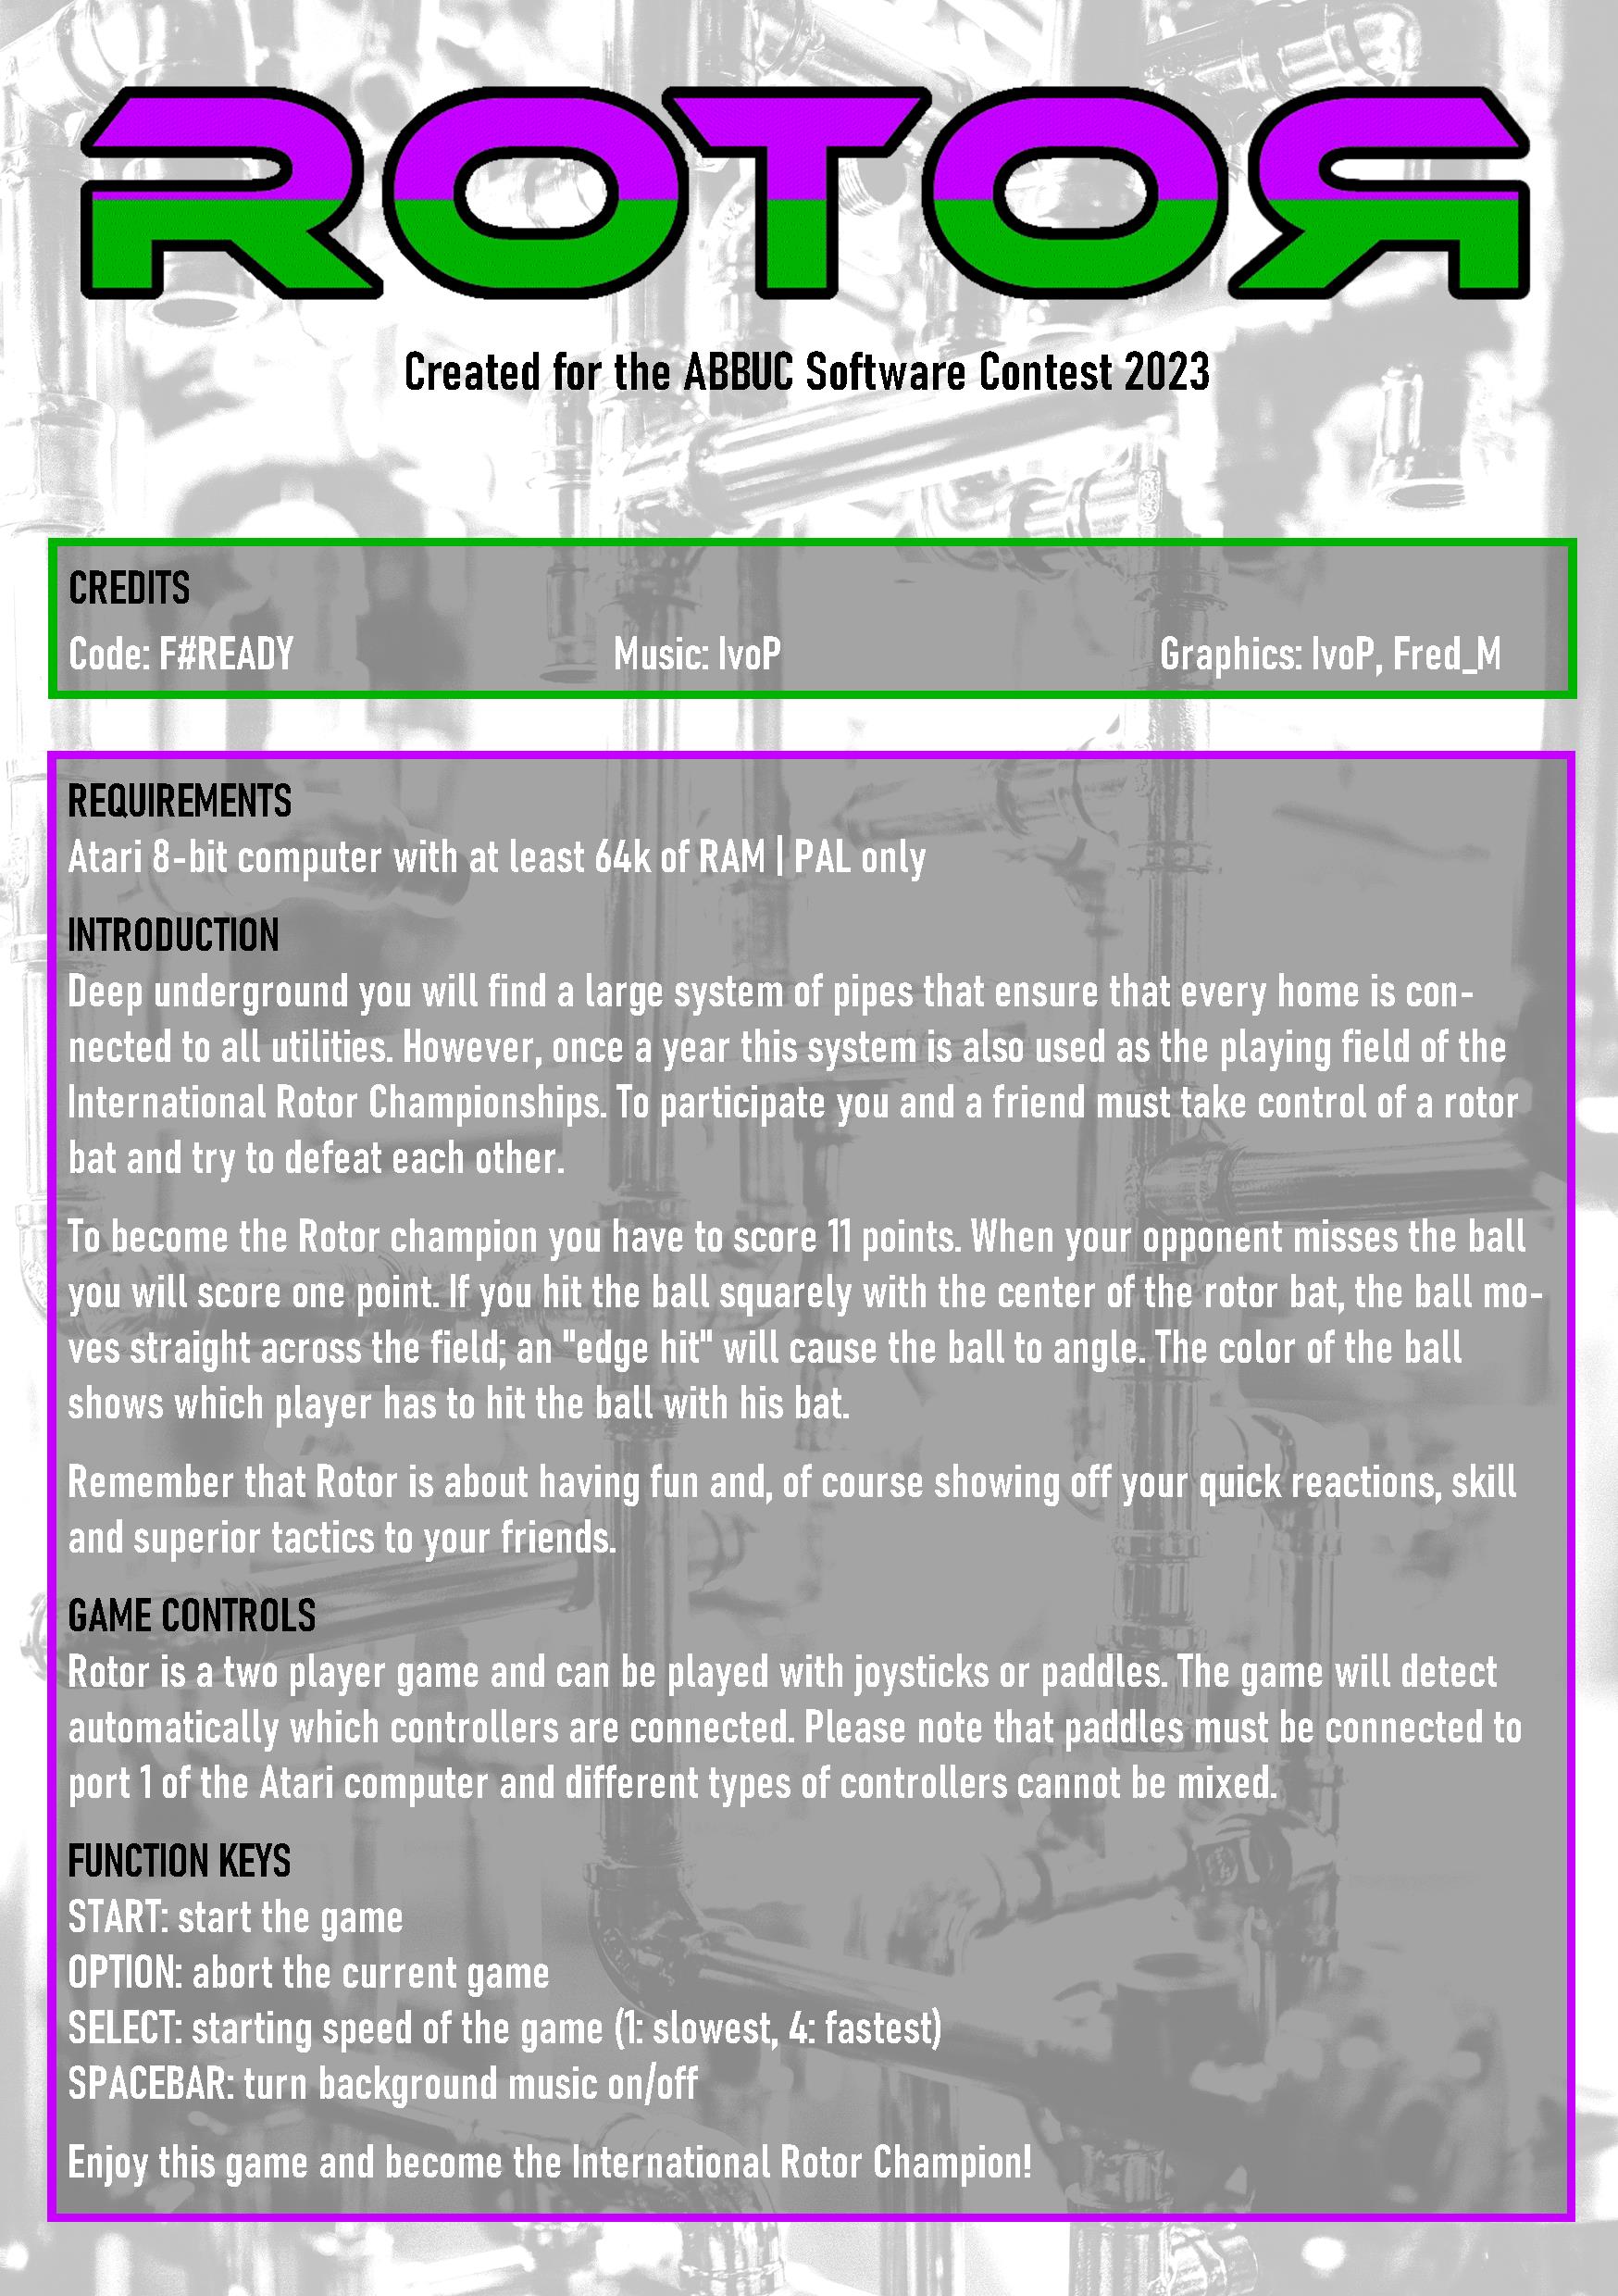 ROTOR
Created for the ABBUC Software Contest 2023
CREDITS
Code: F#READY Music: IvoP Graphics: IvoP, Fred_M
REQUIREMENTS
Atari 8-bit computer with at least 64k of RAM | PAL only
INTRODUCTION
Deep underground you will find a large system of pipes that ensure that every home is con-
nected to all utilities. However, once a year this system is also used as the playing field of the
International Rotor Championships. To participate you and a friend must take control of a rotor
bat and try to defeat each other.
To become the Rotor champion you have to score 11 points. When your opponent misses the ball
you will score one point. If you hit the ball squarely with the center of the rotor bat, the ball mo-
ves straight across the field; an "edge hit" will cause the ball to angle. The color of the ball
shows which player has to hit the ball with his bat.
Remember that Rotor is about having fun and, of course showing off your quick reactions, skill
and superior tactics to your friends.
GAME CONTROLS
Rotor is a two player game and can be played with joysticks or paddles. The game will detect
automatically which controllers are connected. Please note that paddles must be connected to
port 1 of the Atari computer and different types of controllers cannot be mixed.
FUNCTION KEYS
START: start the game
OPTION: abort the current game
SELECT: starting speed of the game (1: slowest, 4: fastest)
SPACEBAR: turn background music on/off
Enjoy this game and become the International Rotor Champion!